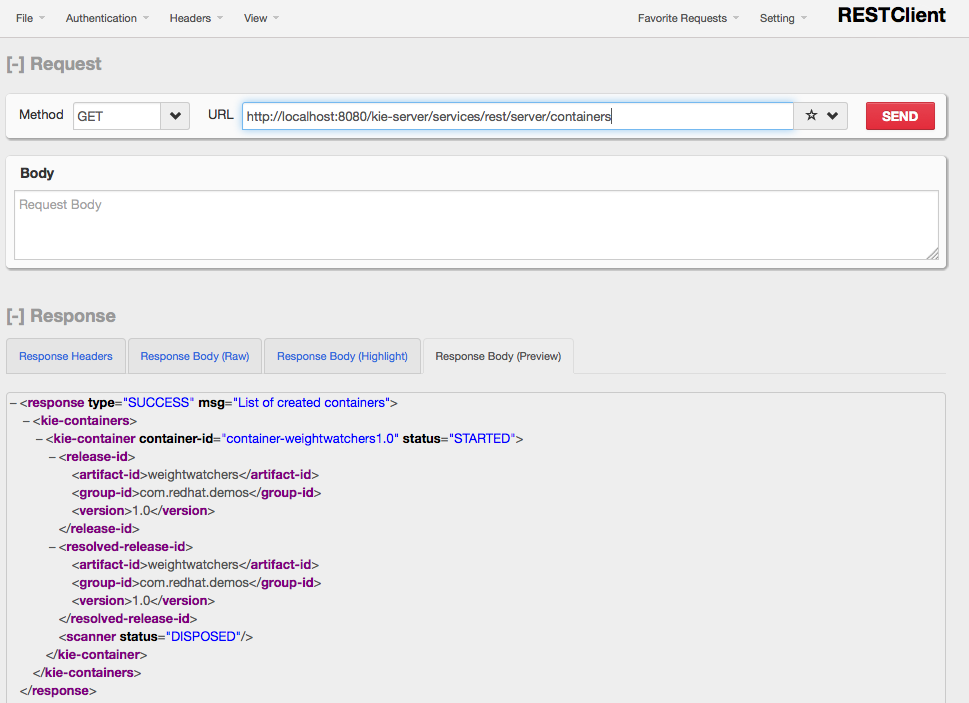 File Authentication Headers View Favorite Requests Setting RESTClient
[-] Request
Method GET URL http://localhost:8080/kie-server/services/rest/server/containers SEND
Body
Request Body
[-] Response
Response Headers Response Body (Raw) Response Body (Highlight) Response Body (Preview)
– <response type="SUCCESS" msg="List of created containers">
– <kie-containers>
– <kie-container container-id="container-weightwatchers1.0" status="STARTED">
– <release-id>
<artifact-id>weightwatchers</artifact-id>
<group-id>com.redhat.demos</group-id>
<version>1.0</version>
</release-id>
– <resolved-release-id>
<artifact-id>weightwatchers</artifact-id>
<group-id>com.redhat.demos</group-id>
<version>1.0</version>
</resolved-release-id>
<scanner status="DISPOSED"/>
</kie-container>
</kie-containers>
</response>